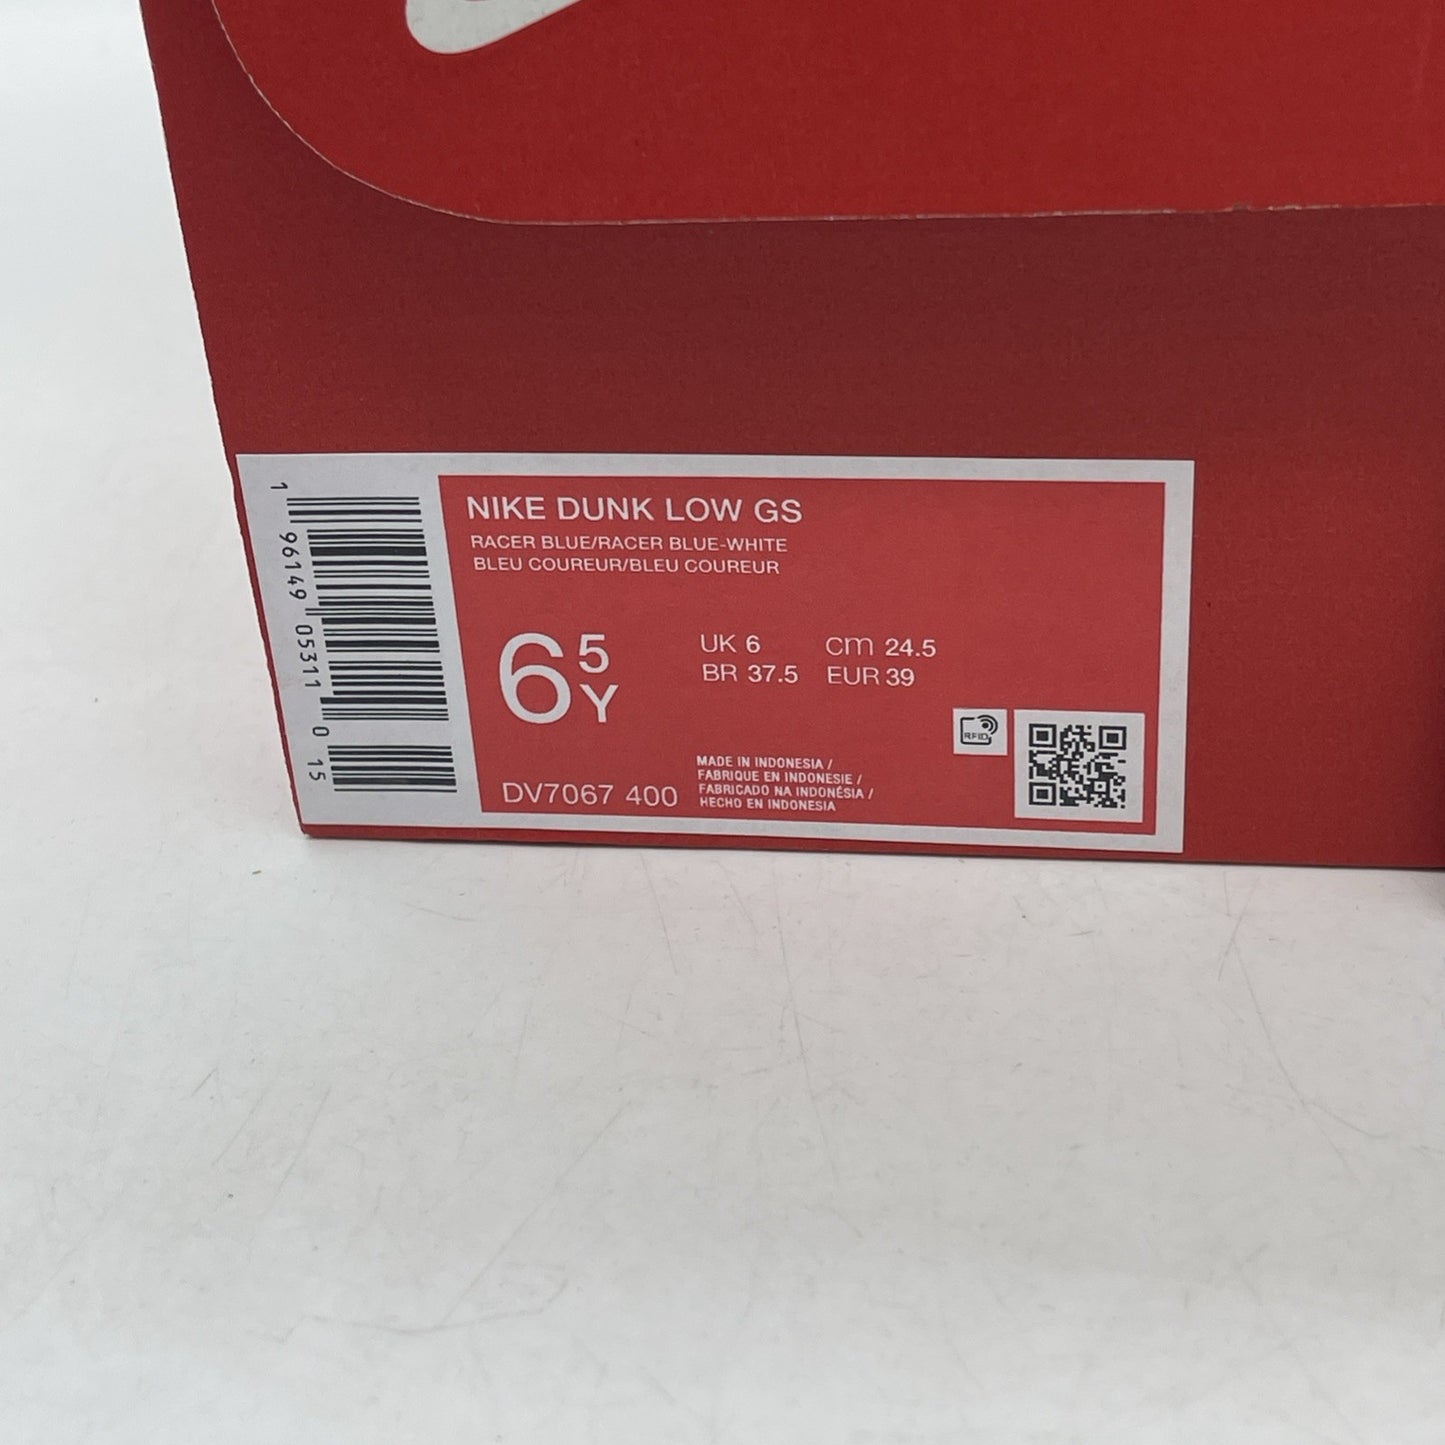 NIKE DUNK LOW GS
RACER BLUE/RACER BLUE-WHITE
BLEU COUREUR/BLEU COUREUR
6 5 Y
UK 6 cm 24.5
BR 37.5 EUR 39
DV7067 400
MADE IN INDONESIA /
FABRIQUE EN INDONESIE /
FABRICADO NA INDONÉSIA /
HECHO EN INDONESIA
RFID
1 96149 05311 0 15